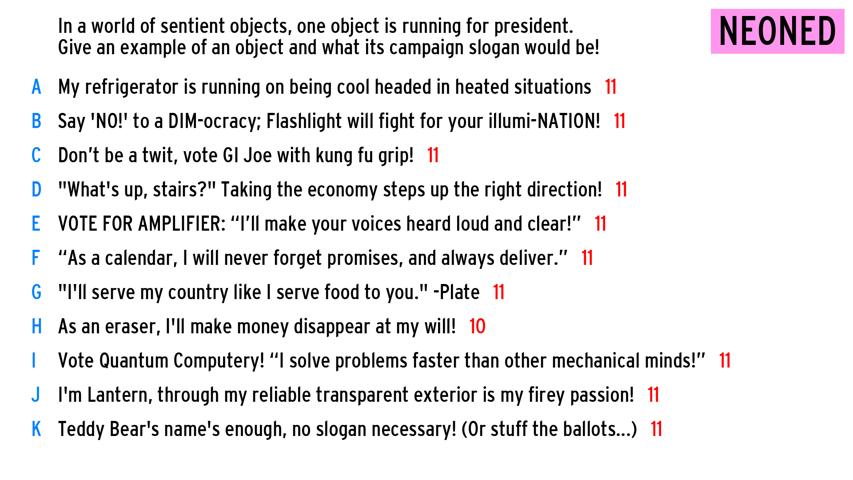 In a world of sentient objects, one object is running for president.
Give an example of an object and what its campaign slogan would be!
NEONED
A My refrigerator is running on being cool headed in heated situations 11
B Say 'NO!' to a DIM-ocracy; Flashlight will fight for your illumi-NATION! 11
C Don’t be a twit, vote GI Joe with kung fu grip! 11
D "What's up, stairs?" Taking the economy steps up the right direction! 11
E VOTE FOR AMPLIFIER: “I’ll make your voices heard loud and clear!” 11
F “As a calendar, I will never forget promises, and always deliver.” 11
G "I'll serve my country like I serve food to you." -Plate 11
H As an eraser, I'll make money disappear at my will! 10
I Vote Quantum Computery! “I solve problems faster than other mechanical minds!” 11
J I'm Lantern, through my reliable transparent exterior is my firey passion! 11
K Teddy Bear's name's enough, no slogan necessary! (Or stuff the ballots...) 11